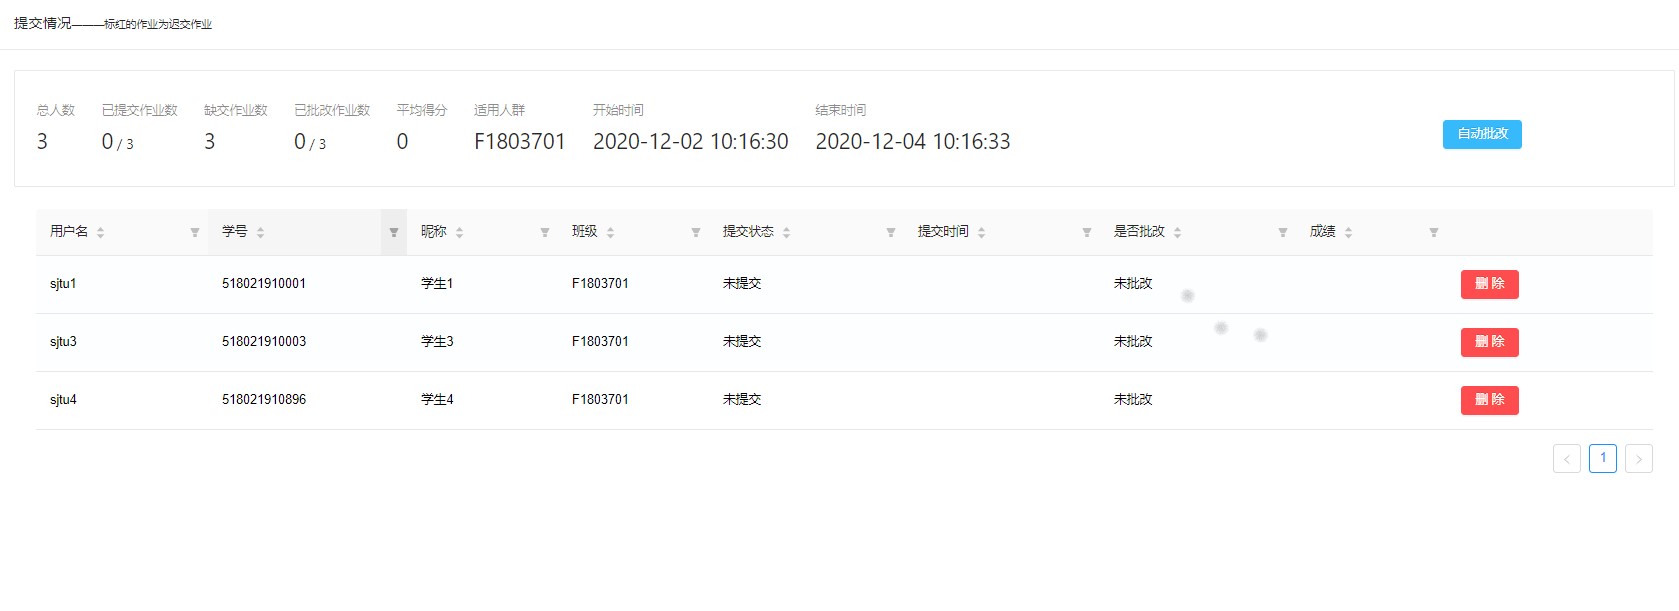 提交情况———标红的作业为迟交作业
总人数 已提交作业数 缺交作业数 已批改作业数 平均得分 适用人群 开始时间 结束时间
3 0 / 3 3 0 / 3 0 F1803701 2020-12-02 10:16:30 2020-12-04 10:16:33
自动批改
用户名 学号 昵称 班级 提交状态 提交时间 是否批改 成绩
sjtu1 518021910001 学生1 F1803701 未提交 未批改 删 除
sjtu3 518021910003 学生3 F1803701 未提交 未批改 删 除
sjtu4 518021910896 学生4 F1803701 未提交 未批改 删 除
< 1 >